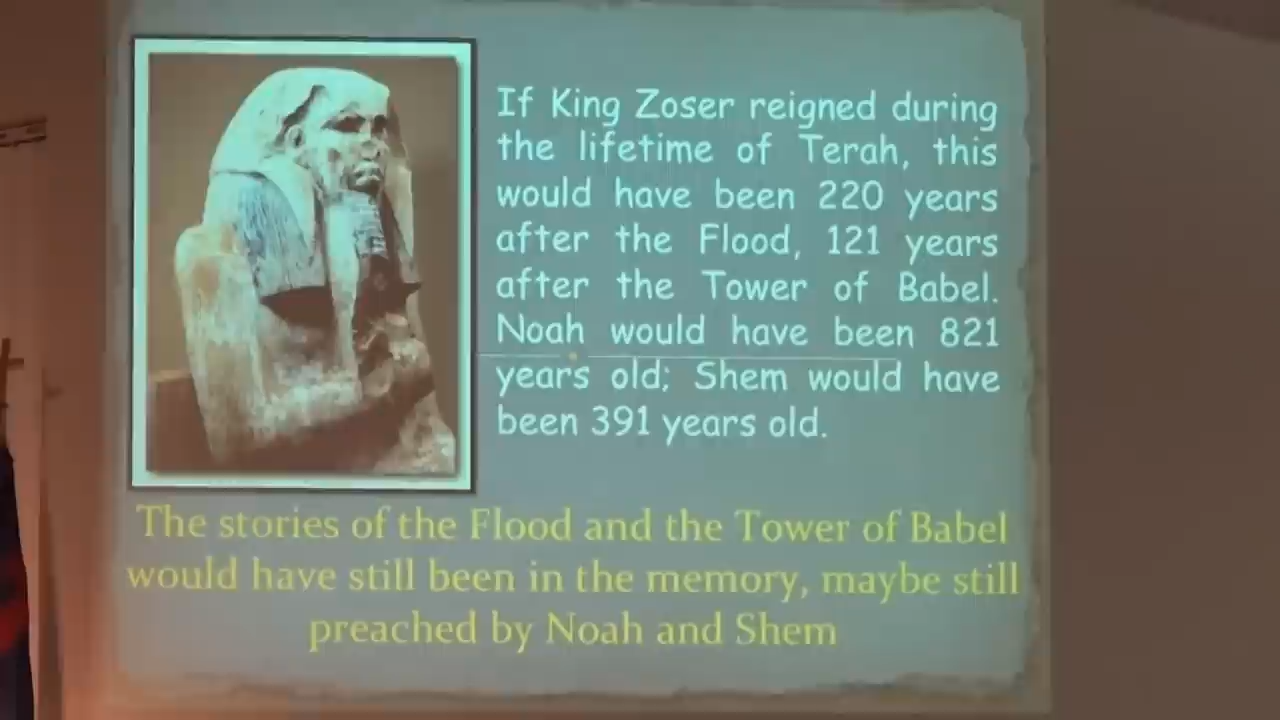 If King Zoser reigned during
the lifetime of Terah, this
would have been 220 years
after the Flood, 121 years
after the Tower of Babel.
Noah would have been 821
years old; Shem would have
been 391 years old.
The stories of the Flood and the Tower of Babel
would have still been in the memory, maybe still
preached by Noah and Shem